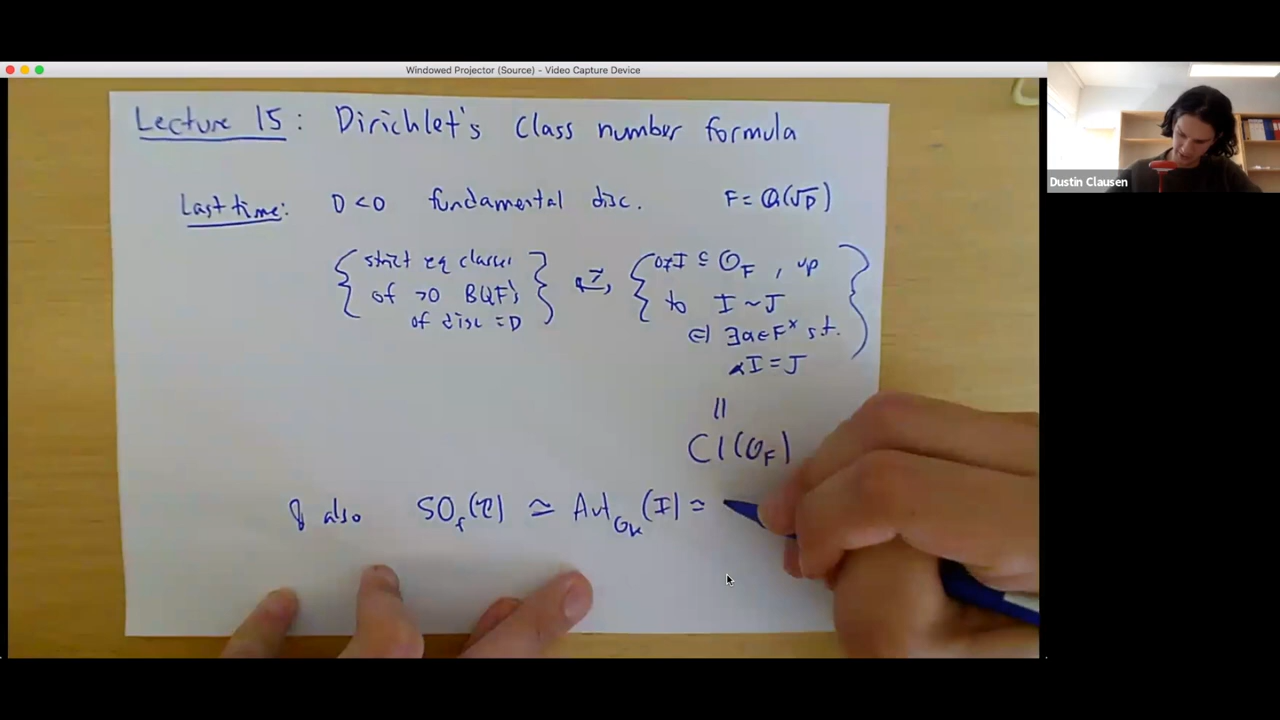 Windowed Projector (Source) - Video Capture Device
Lecture 15: Dirichlet's class number formula
Dustin Clausen
Last time: D<0 fundamental disc. F = Q(√D)
{ strict eq classes of >0 BQF's of disc = D } ↔ { 0≠I ⊆ O_F, up to I ~ J ⇔ ∃α∈F^× s.t. αI = J }
||
Cl(O_F)
& also SO_f(Z) ≃ Aut_{O_K}(I) ≃